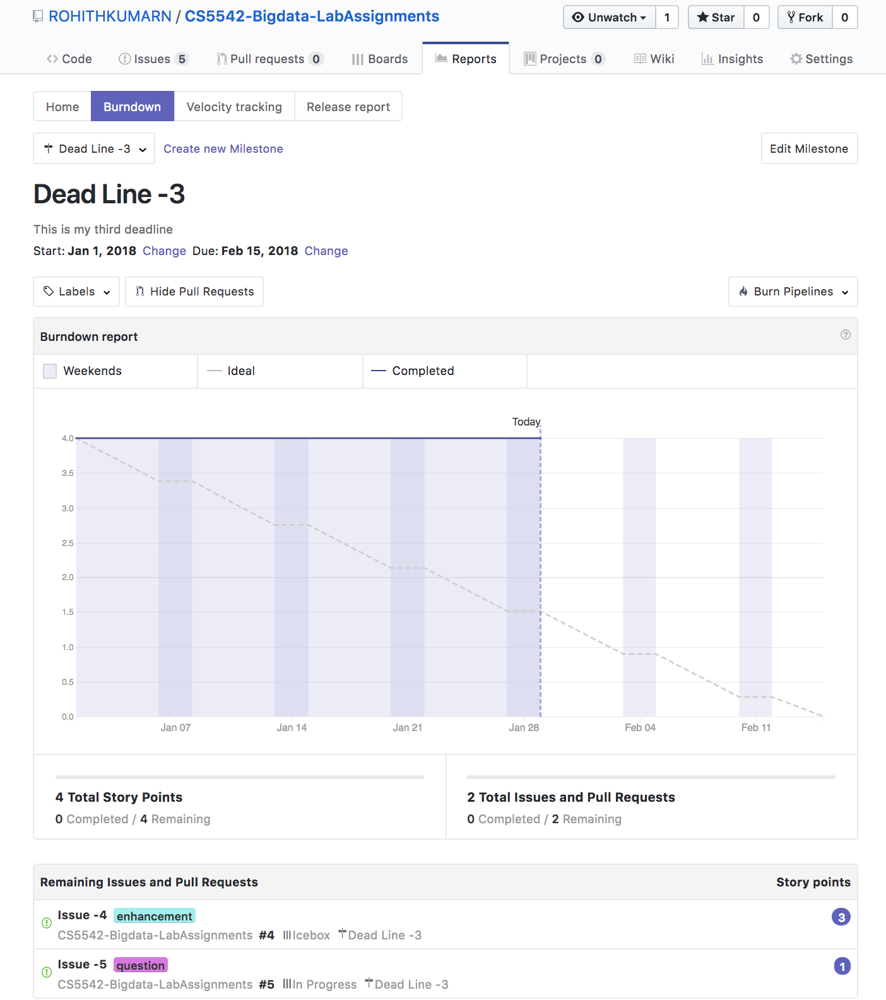 ROHITHKUMARN / CS5542-Bigdata-LabAssignments Unwatch 1 Star 0 Fork 0
Code Issues 5 Pull requests 0 Boards Reports Projects 0 Wiki Insights Settings
Home Burndown Velocity tracking Release report
Dead Line -3 Create new Milestone Edit Milestone
Dead Line -3
This is my third deadline
Start: Jan 1, 2018 Change Due: Feb 15, 2018 Change
Labels Hide Pull Requests Burn Pipelines
Burndown report
Weekends Ideal Completed
Today
4.0
3.5
3.0
2.5
2.0
1.5
1.0
0.5
0.0
Jan 07 Jan 14 Jan 21 Jan 28 Feb 04 Feb 11
4 Total Story Points
0 Completed / 4 Remaining
2 Total Issues and Pull Requests
0 Completed / 2 Remaining
Remaining Issues and Pull Requests Story points
Issue -4 enhancement 3
CS5542-Bigdata-LabAssignments #4 Icebox Dead Line -3
Issue -5 question 1
CS5542-Bigdata-LabAssignments #5 In Progress Dead Line -3